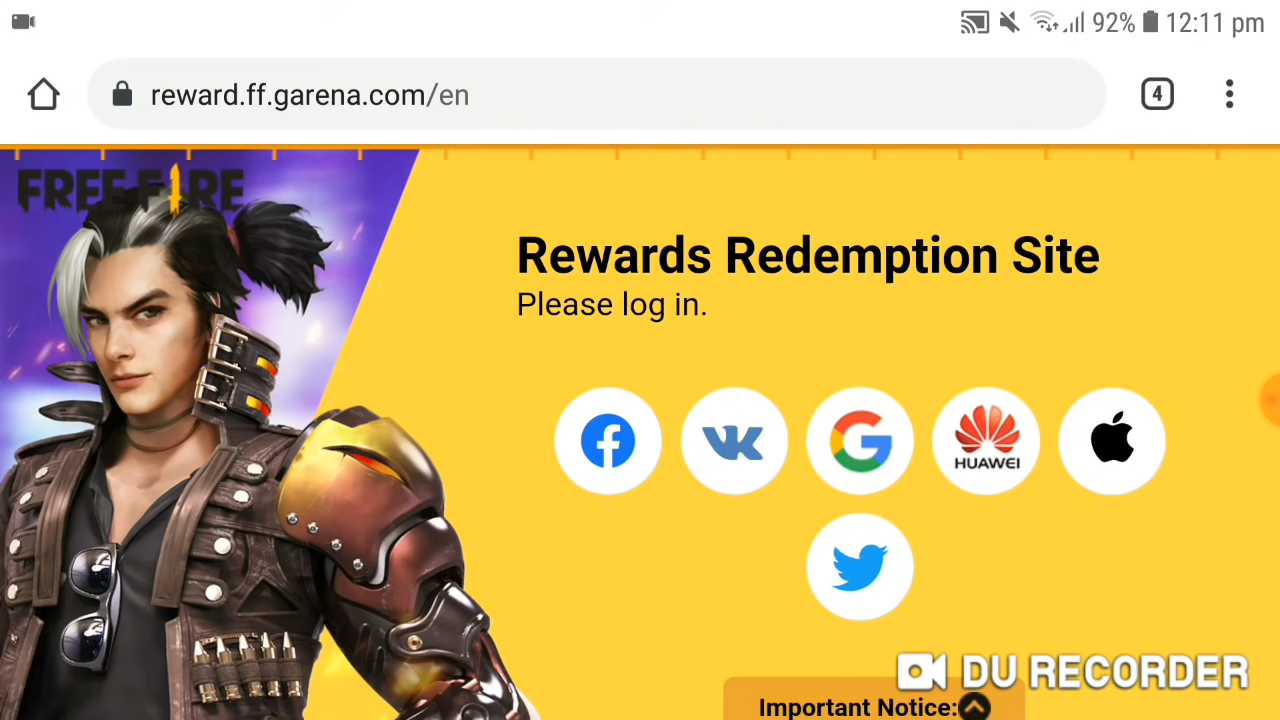 92% 12:11 pm
reward.ff.garena.com/en
4
FREE FIRE
Rewards Redemption Site
Please log in.
HUAWEI
DU RECORDER
Important Notice: